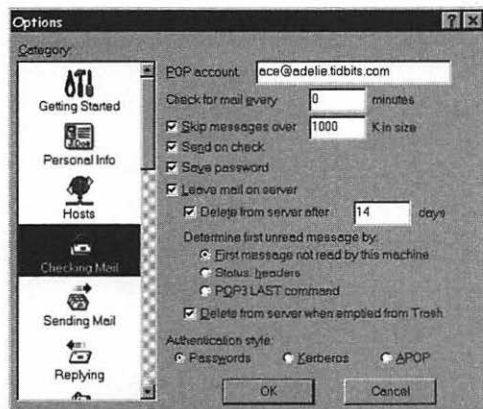 Options
Category:
Getting Started
Personal Info
Hosts
Checking Mail
Sending Mail
Replying
POP account: ace@adelie.tidbits.com
Check for mail every 0 minutes
Skip messages over 1000 K in size
Send on check
Save password
Leave mail on server
Delete from server after 14 days
Determine first unread message by:
First message not read by this machine
Status: headers
POP3 LAST command
Delete from server when emptied from Trash
Authentication style:
Passwords Kerberos APOP
OK Cancel